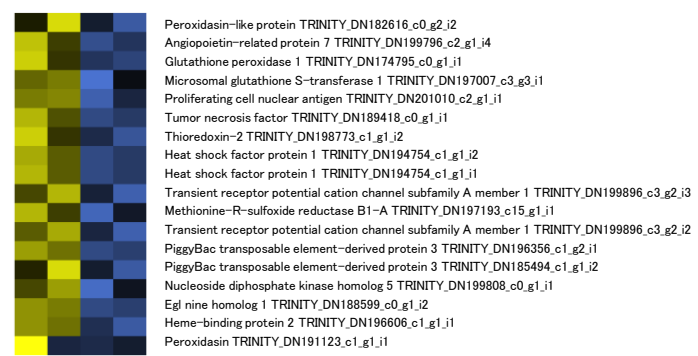 Peroxidasin-like protein TRINITY_DN182616_c0_g2_i2
Angiopoietin-related protein 7 TRINITY_DN199796_c2_g1_i4
Glutathione peroxidase 1 TRINITY_DN174795_c0_g1_i1
Microsomal glutathione S-transferase 1 TRINITY_DN197007_c3_g3_i1
Proliferating cell nuclear antigen TRINITY_DN201010_c2_g1_i1
Tumor necrosis factor TRINITY_DN189418_c0_g1_i1
Thioredoxin-2 TRINITY_DN198773_c1_g1_i2
Heat shock factor protein 1 TRINITY_DN194754_c1_g1_i2
Heat shock factor protein 1 TRINITY_DN194754_c1_g1_i1
Transient receptor potential cation channel subfamily A member 1 TRINITY_DN199896_c3_g2_i3
Methionine-R-sulfoxide reductase B1-A TRINITY_DN197193_c15_g1_i1
Transient receptor potential cation channel subfamily A member 1 TRINITY_DN199896_c3_g2_i2
PiggyBac transposable element-derived protein 3 TRINITY_DN196356_c1_g2_i1
PiggyBac transposable element-derived protein 3 TRINITY_DN185494_c1_g1_i2
Nucleoside diphosphate kinase homolog 5 TRINITY_DN199808_c0_g1_i1
Egl nine homolog 1 TRINITY_DN188599_c0_g1_i2
Heme-binding protein 2 TRINITY_DN196606_c1_g1_i1
Peroxidasin TRINITY_DN191123_c1_g1_i1